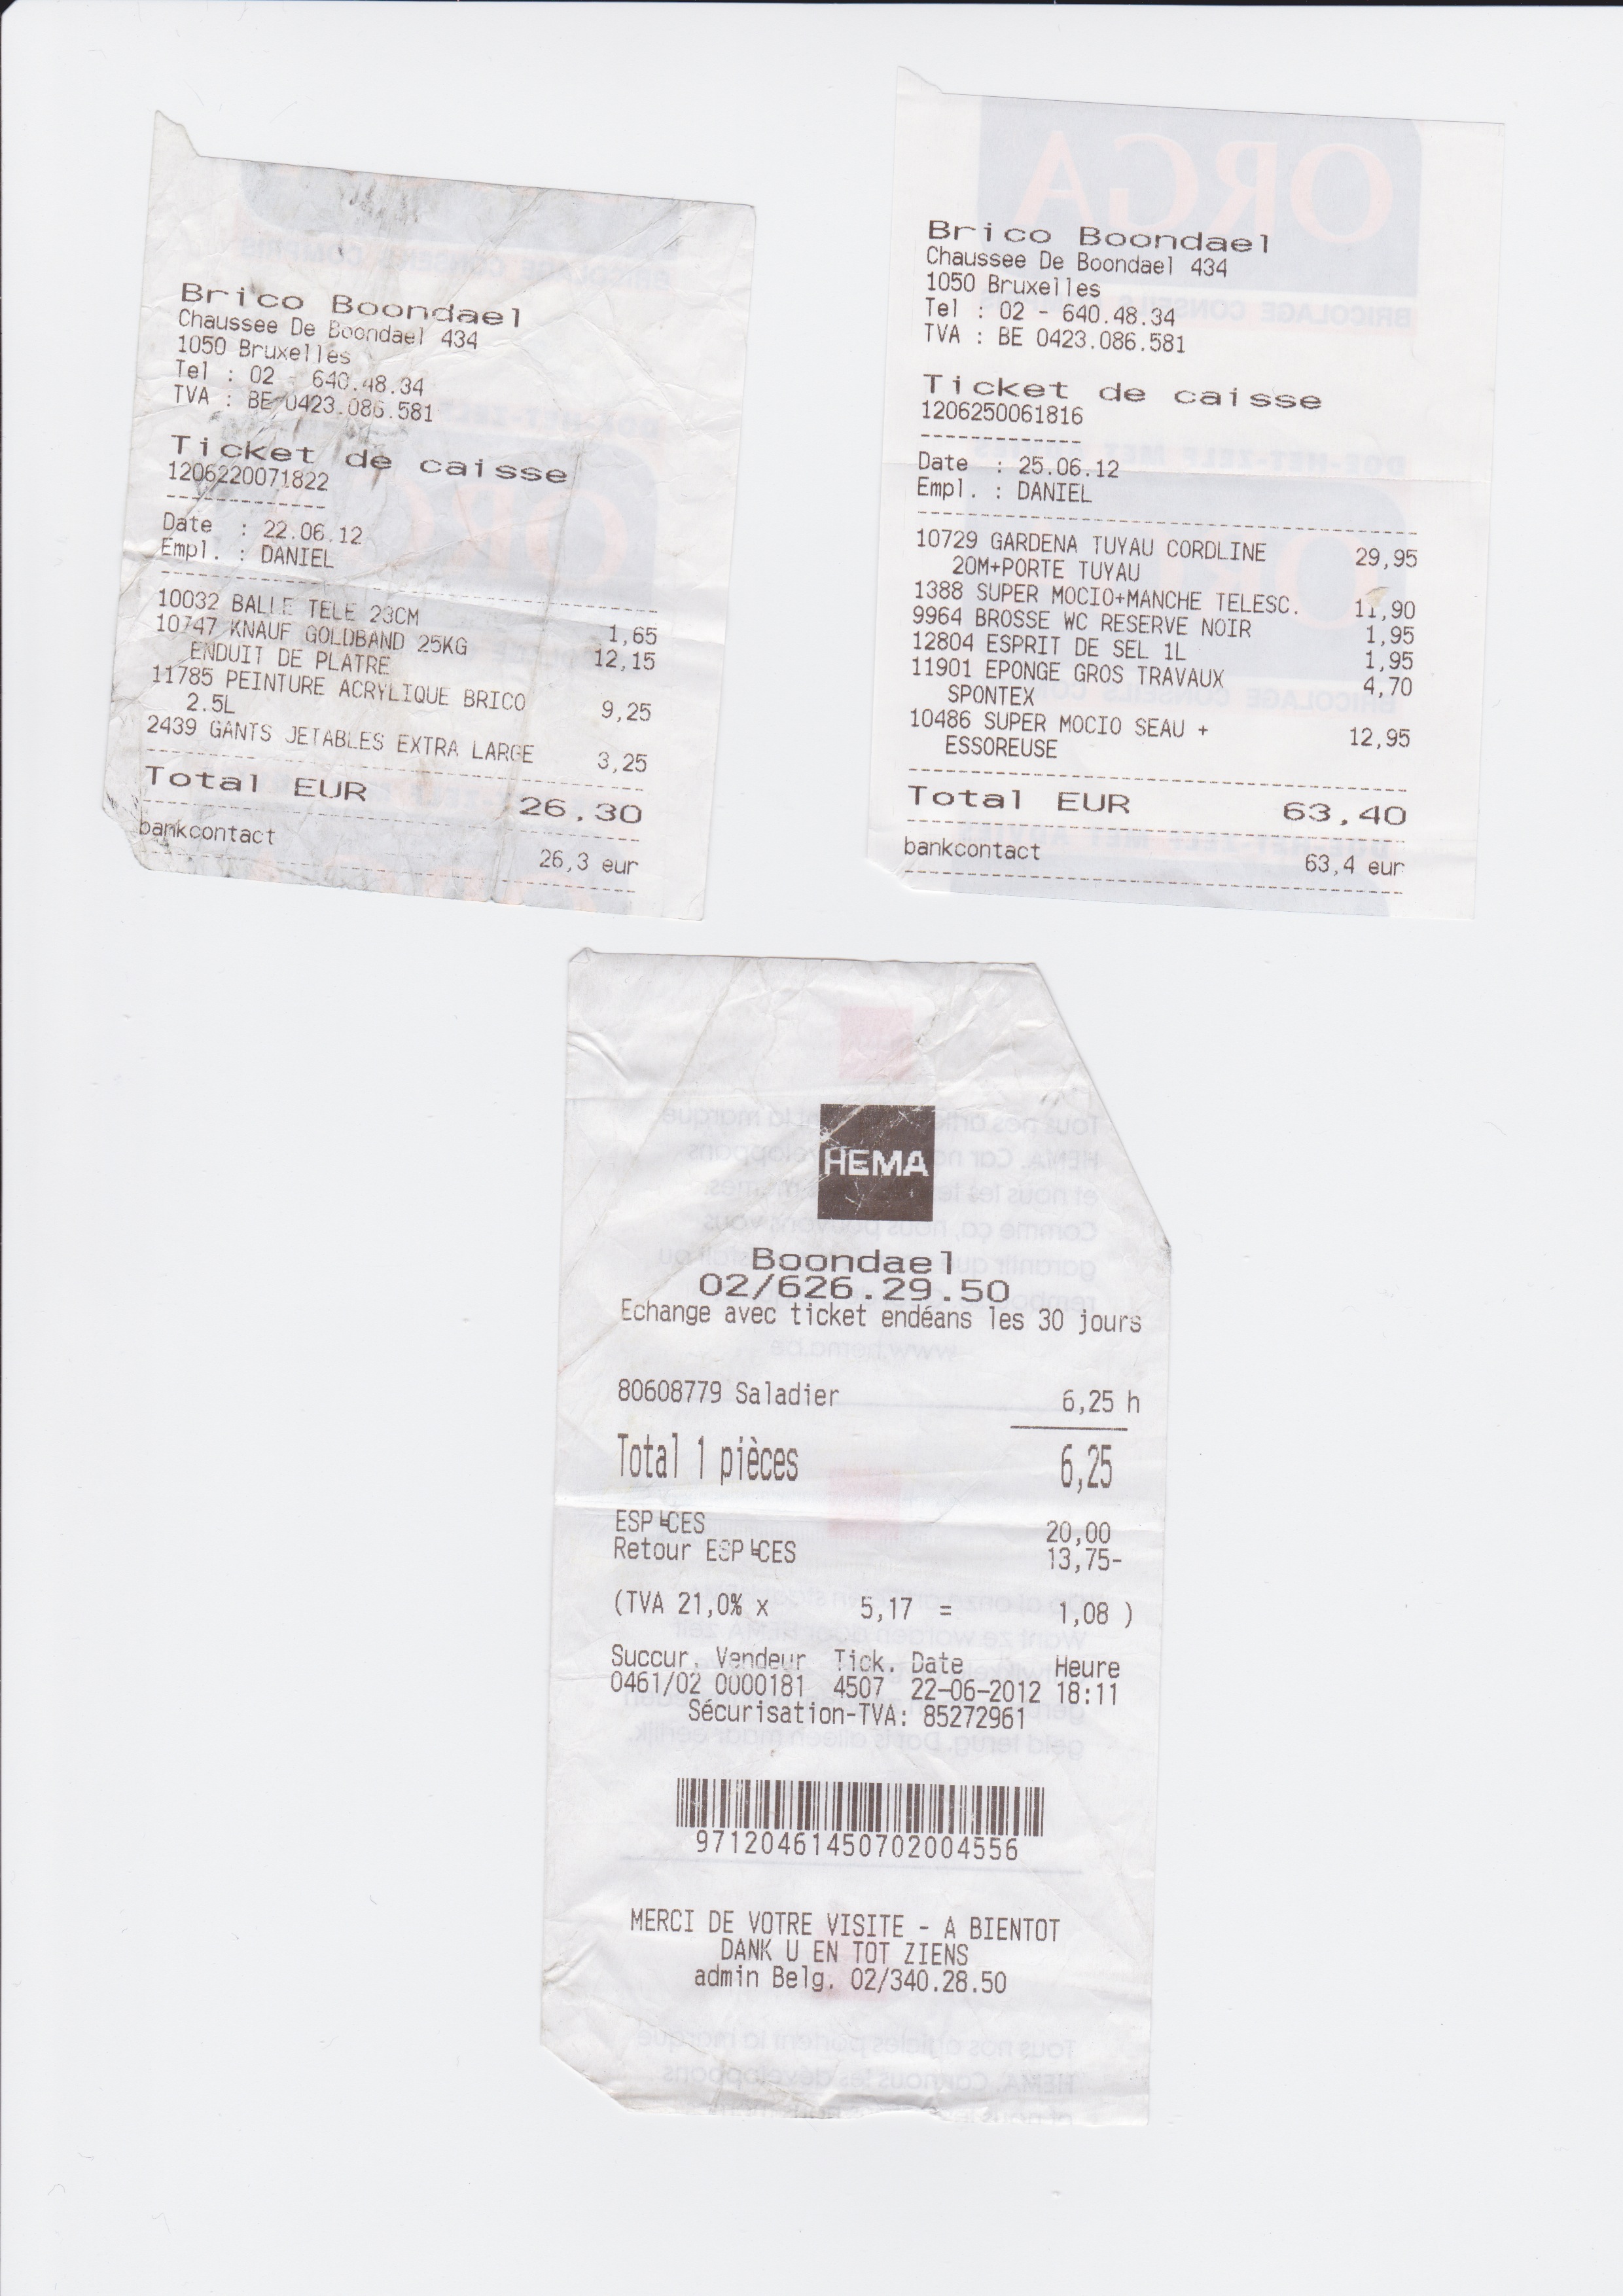 Brico Boondael
Chaussee De Boondael 434
1050 Bruxelles
Tel : 02 - 640.48.34
TVA : BE 0423.086.581
Ticket de caisse
1206220071822
Date : 22.06.12
Empl. : DANIEL
10032 BALLE TELE 23CM 1,65
10747 KNAUF GOLDBAND 25KG 12,15
ENDUIT DE PLATRE
11785 PEINTURE ACRYLIQUE BRICO 9,25
2.5L
2439 GANTS JETABLES EXTRA LARGE 3,25
Total EUR 26.30
bankcontact 26,3 eur
ORGA
BRICOLAGE CONSEILS COMPRIS
Brico Boondael
Chaussee De Boondael 434
1050 Bruxelles
Tel : 02 - 640.48.34
TVA : BE 0423.086.581
Ticket de caisse
1206250061816
Date : 25.06.12
Empl. : DANIEL
10729 GARDENA TUYAU CORDLINE 29,95
20M+PORTE TUYAU
1388 SUPER MOCIO+MANCHE TELESC. 11,90
9964 BROSSE WC RESERVE NOIR 1,95
12804 ESPRIT DE SEL 1L 1,95
11901 EPONGE GROS TRAVAUX 4,70
SPONTEX
10486 SUPER MOCIO SEAU + 12,95
ESSOREUSE
Total EUR 63,40
bankcontact 63,4 eur
HEMA
Boondael
02/626.29.50
Echange avec ticket endéans les 30 jours
80608779 Saladier 6,25 h
Total 1 pièces 6,25
ESP╘CES 20,00
Retour ESP╘CES 13,75-
(TVA 21,0% x 5,17 = 1,08 )
Succur. Vendeur Tick. Date Heure
0461/02 0000181 4507 22-06-2012 18:11
Sécurisation-TVA: 85272961
97120461450702004556
MERCI DE VOTRE VISITE - A BIENTOT
DANK U EN TOT ZIENS
admin Belg. 02/340.28.50